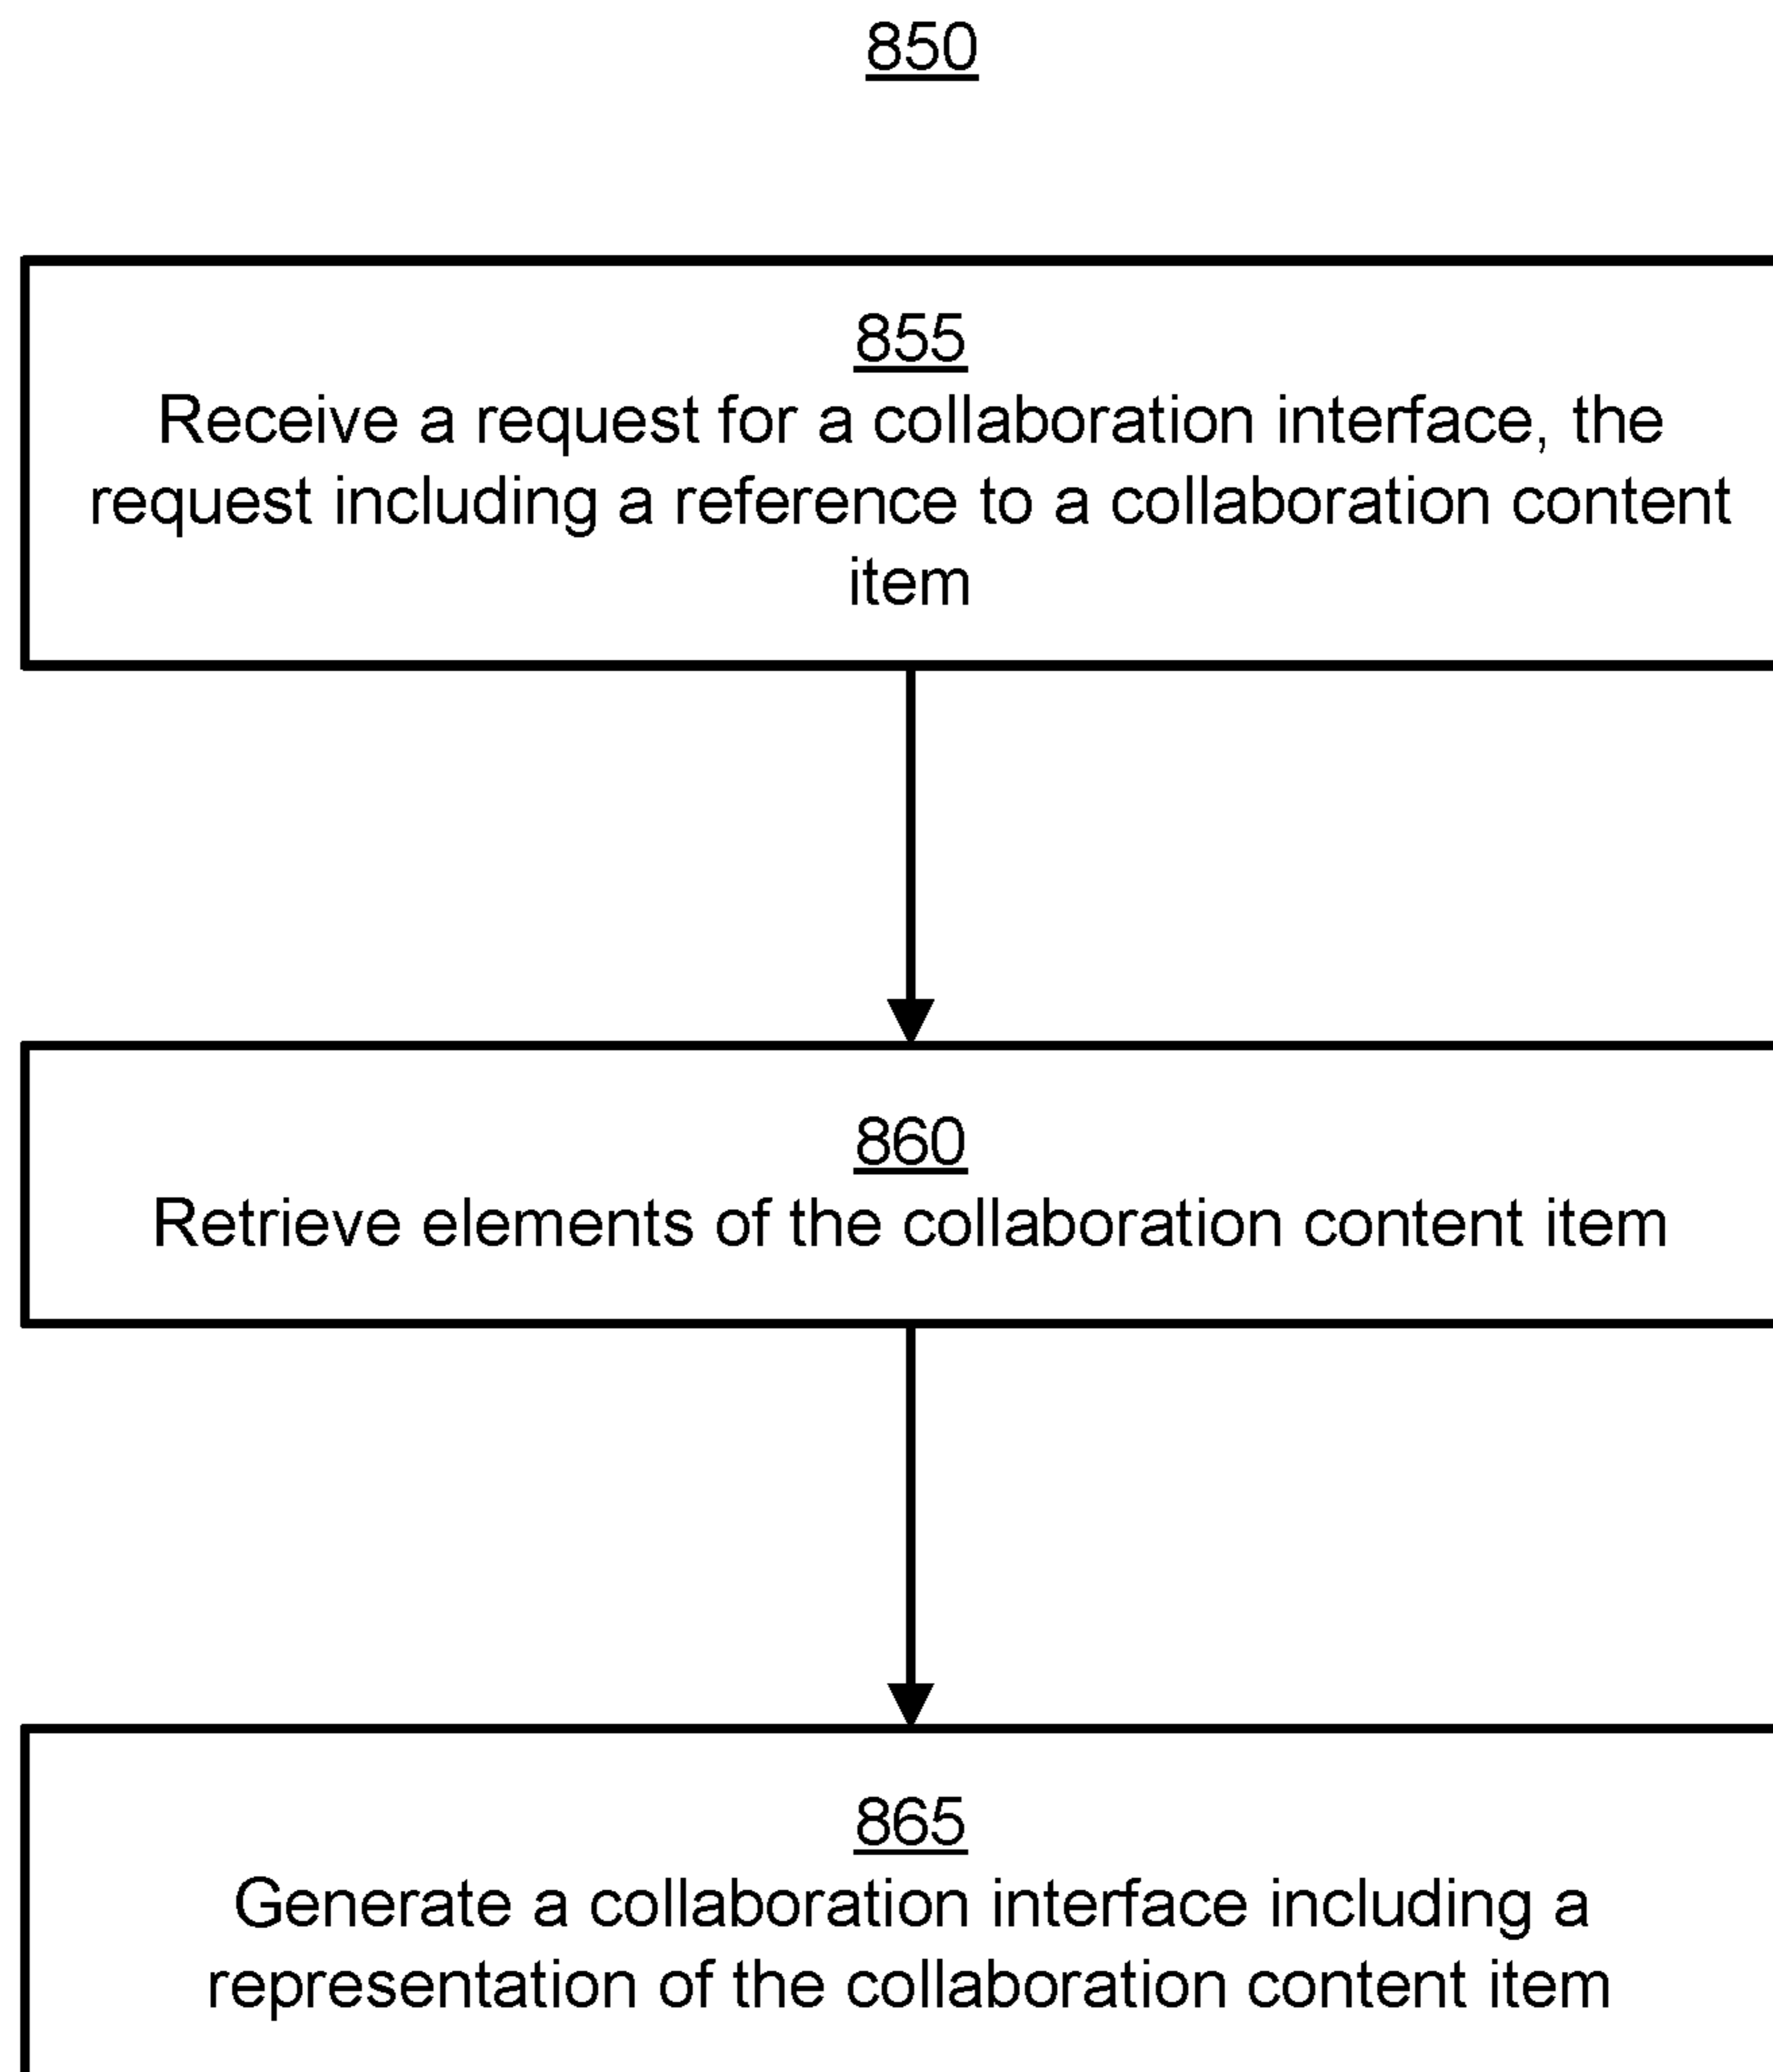 850
855
Receive a request for a collaboration interface, the
request including a reference to a collaboration content
item
860
Retrieve elements of the collaboration content item
865
Generate a collaboration interface including a
representation of the collaboration content item